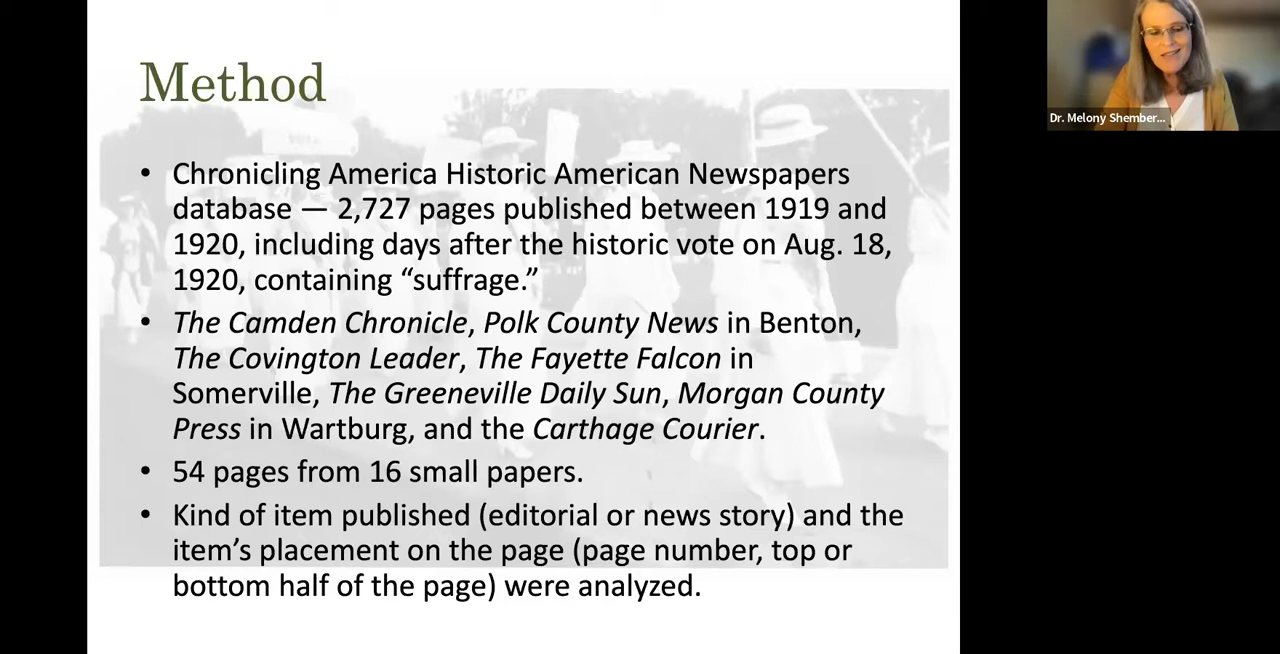 Method
• Chronicling America Historic American Newspapers
database — 2,727 pages published between 1919 and
1920, including days after the historic vote on Aug. 18,
1920, containing “suffrage.”
• The Camden Chronicle, Polk County News in Benton,
The Covington Leader, The Fayette Falcon in
Somerville, The Greeneville Daily Sun, Morgan County
Press in Wartburg, and the Carthage Courier.
• 54 pages from 16 small papers.
• Kind of item published (editorial or news story) and the
item’s placement on the page (page number, top or
bottom half of the page) were analyzed.
Dr. Melony Shember...